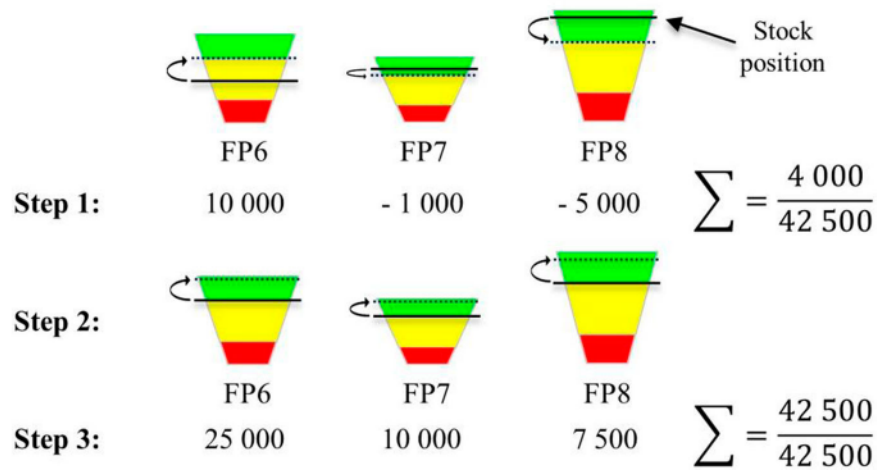 Stock
position
FP6 FP7 FP8
Step 1: 10 000 - 1 000 - 5 000 ∑ = 4 000 / 42 500
Step 2:
FP6 FP7 FP8
Step 3: 25 000 10 000 7 500 ∑ = 42 500 / 42 500